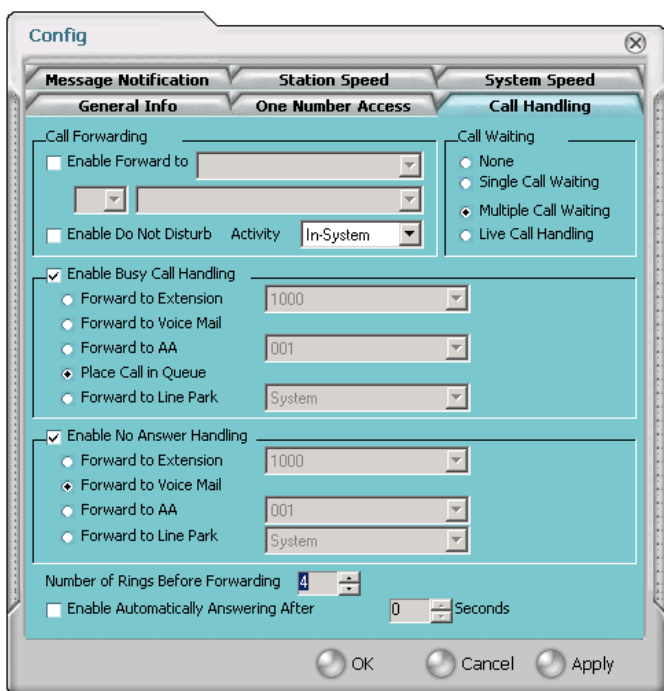 Config
Message Notification Station Speed System Speed
General Info One Number Access Call Handling
Call Forwarding
Enable Forward to
Enable Do Not Disturb Activity In-System
Call Waiting
None
Single Call Waiting
Multiple Call Waiting
Live Call Handling
Enable Busy Call Handling
Forward to Extension 1000
Forward to Voice Mail
Forward to AA 001
Place Call in Queue
Forward to Line Park System
Enable No Answer Handling
Forward to Extension 1000
Forward to Voice Mail
Forward to AA 001
Forward to Line Park System
Number of Rings Before Forwarding 4
Enable Automatically Answering After 0 Seconds
OK Cancel Apply